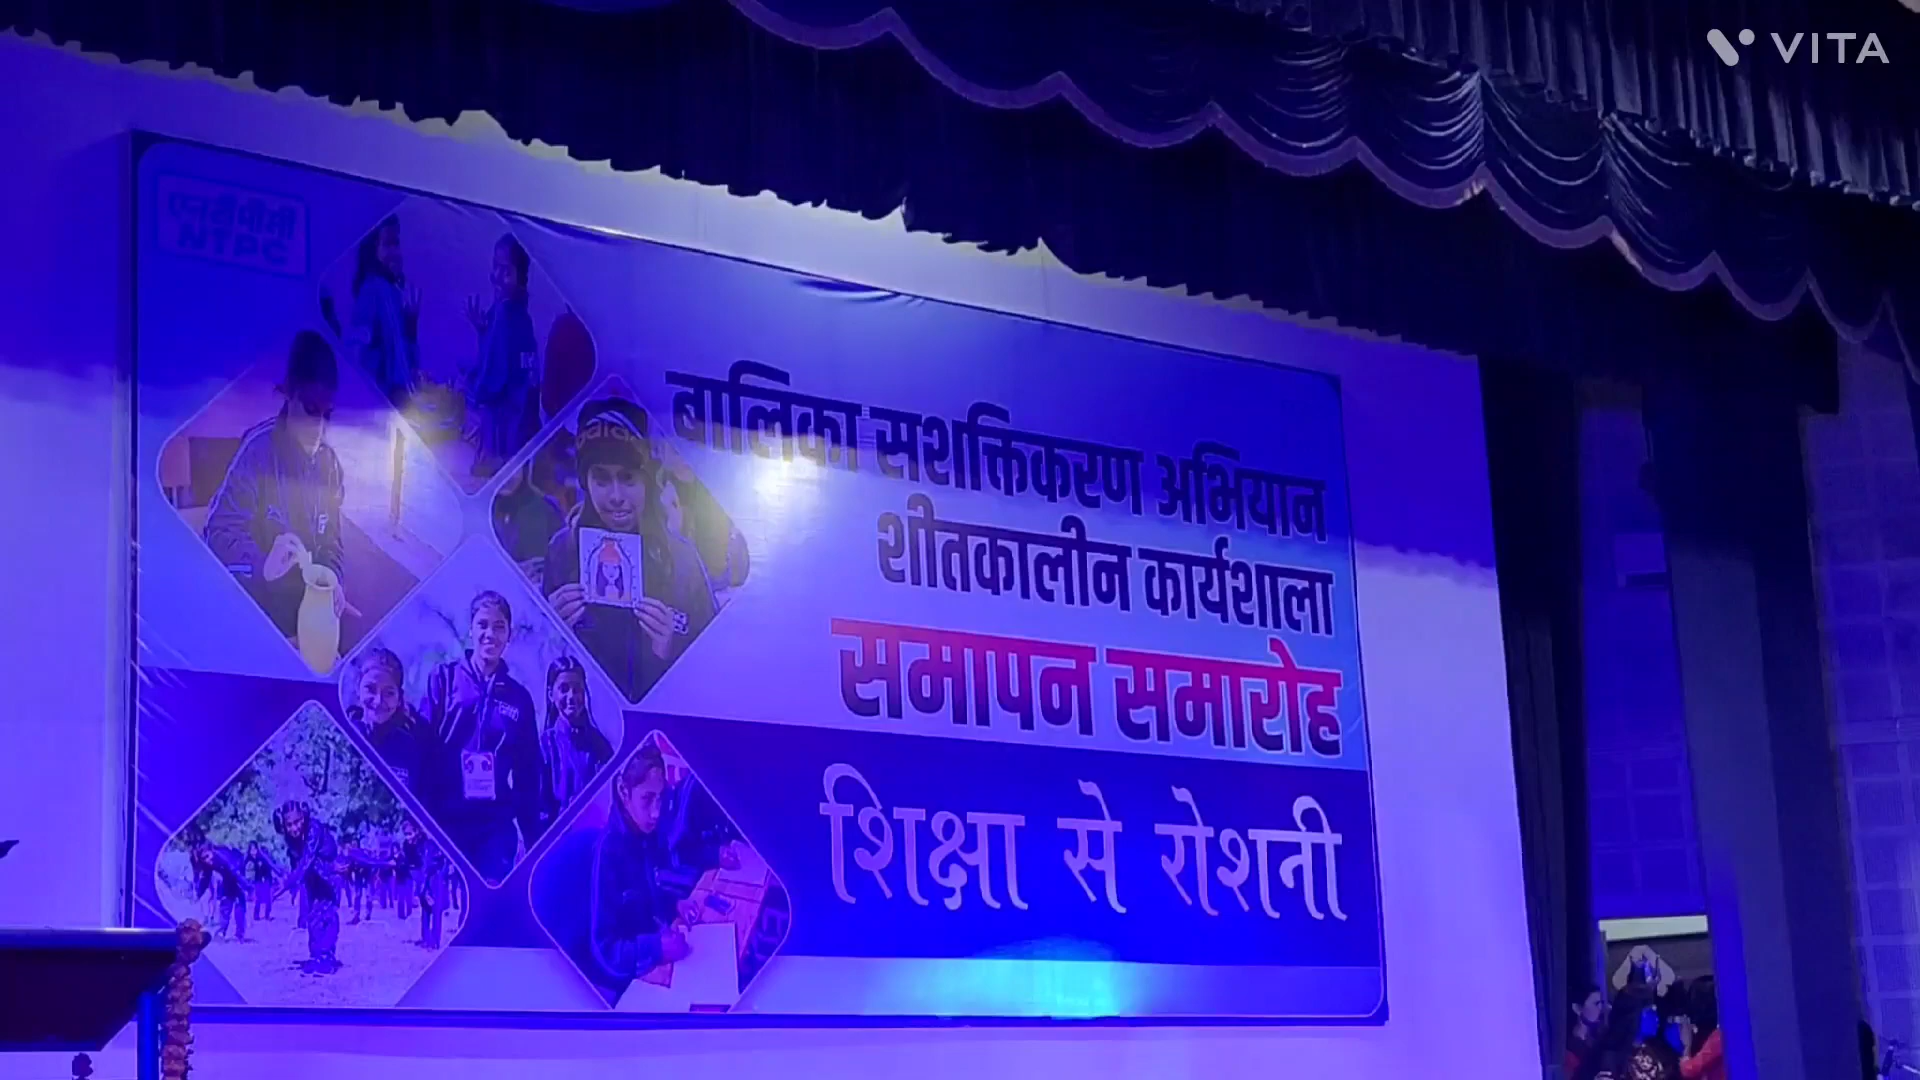 VITA
एनटीपीसी
NTPC
बालिका सशक्तिकरण अभियान
शीतकालीन कार्यशाला
समापन समारोह
शिक्षा से रोशनी